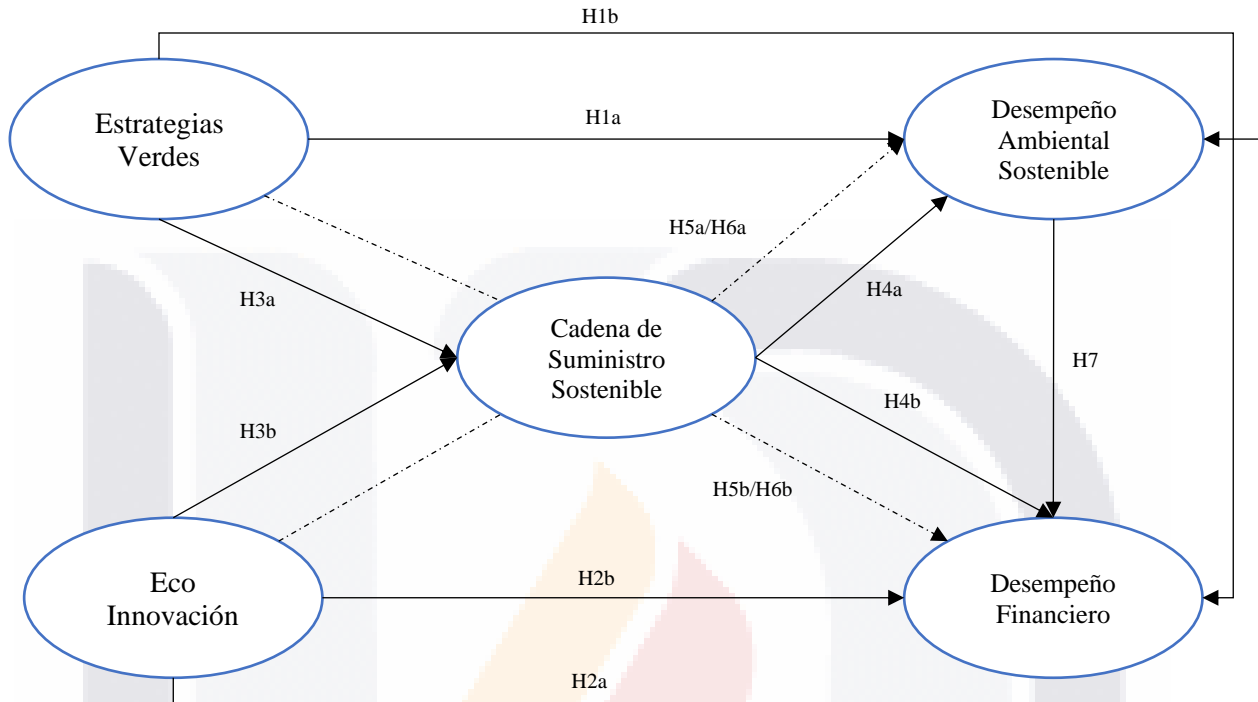 H1b
Estrategias
Verdes
H1a
Desempeño
Ambiental
Sostenible
H5a/H6a
H3a
H4a
Cadena de
Suministro
Sostenible
H7
H4b
H3b
H5b/H6b
Eco
Innovación
H2b
Desempeño
Financiero
H2a